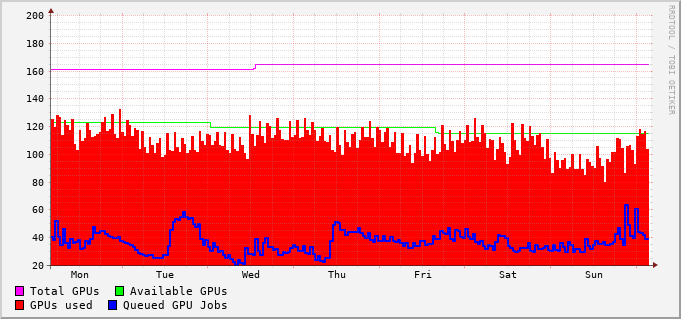 200
180
160
140
120
100
80
60
40
20
Mon Tue Wed Thu Fri Sat Sun
Total GPUs Available GPUs
GPUs used Queued GPU Jobs
RRDTOOL / TOBI OETIKER